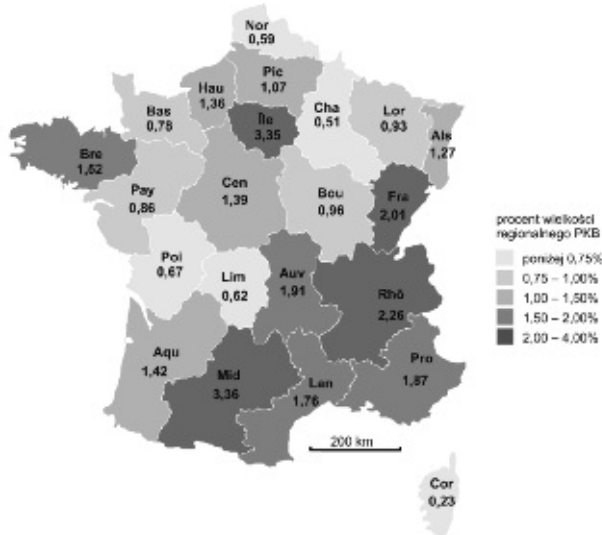 Nor
0,59
Pic
1,07
Hau
1,36
Bas
0,78
Île
3,35
Cha
0,51
Lor
0,93
Als
1,27
Bre
1,52
Pay
0,86
Cen
1,39
Bou
0,96
Fra
2,01
Poi
0,67
Lim
0,62
Auv
1,91
Rhô
2,26
Aqu
1,42
Mid
3,36
Lan
1,76
Pro
1,87
Cor
0,23
200 km
procent wielkości
regionalnego PKB
poniżej 0,75%
0,75 – 1,00%
1,00 – 1,50%
1,50 – 2,00%
2,00 – 4,00%